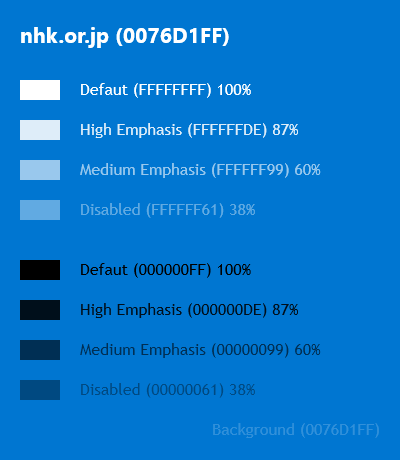 nhk.or.jp (0076D1FF)
Defaut (FFFFFFFF) 100%
High Emphasis (FFFFFFDE) 87%
Medium Emphasis (FFFFFF99) 60%
Disabled (FFFFFF61) 38%
Defaut (000000FF) 100%
High Emphasis (000000DE) 87%
Medium Emphasis (00000099) 60%
Disabled (00000061) 38%
Background (0076D1FF)